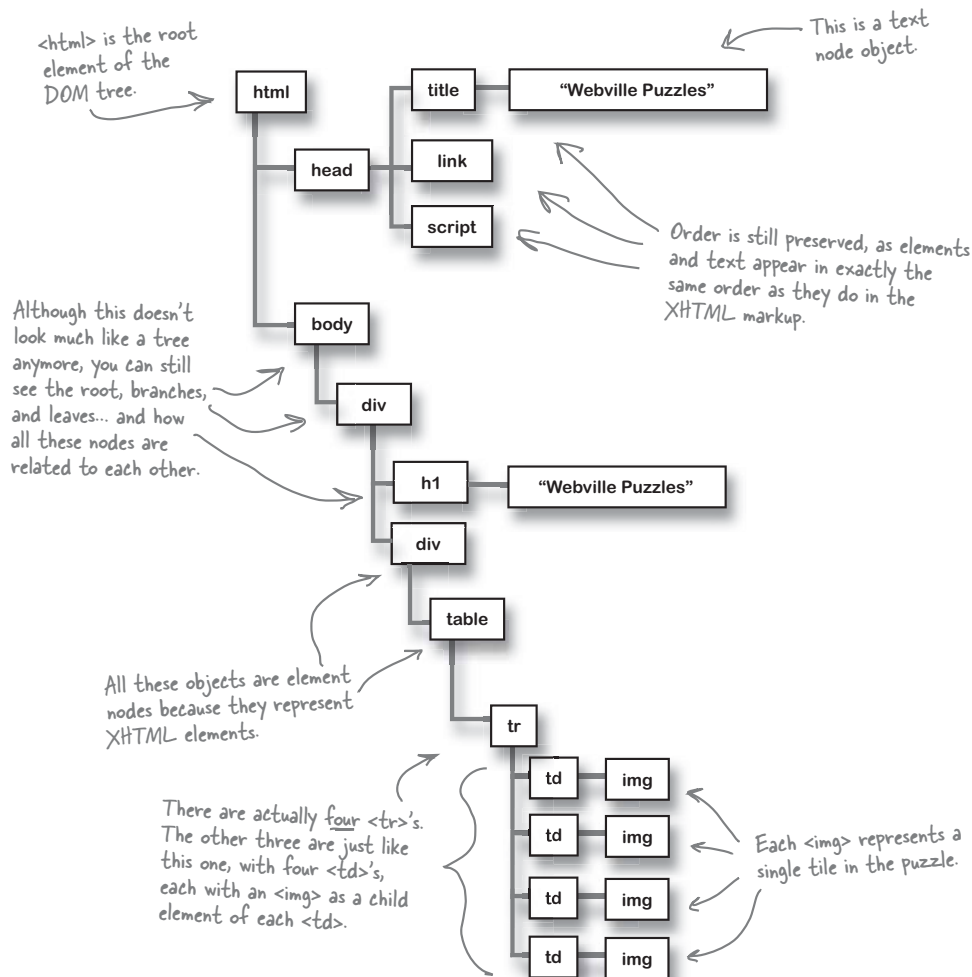 <html> is the root
element of the
DOM tree.
This is a text
node object.
html
title
“Webville Puzzles”
head
link
script
Order is still preserved, as elements
and text appear in exactly the
same order as they do in the
XHTML markup.
Although this doesn't
look much like a tree
anymore, you can still
see the root, branches,
and leaves... and how
all these nodes are
related to each other.
body
div
h1
“Webville Puzzles”
div
table
All these objects are element
nodes because they represent
XHTML elements.
tr
td
img
td
img
td
img
td
img
There are actually four <tr>'s.
The other three are just like
this one, with four <td>'s,
each with an <img> as a child
element of each <td>.
Each <img> represents a
single tile in the puzzle.